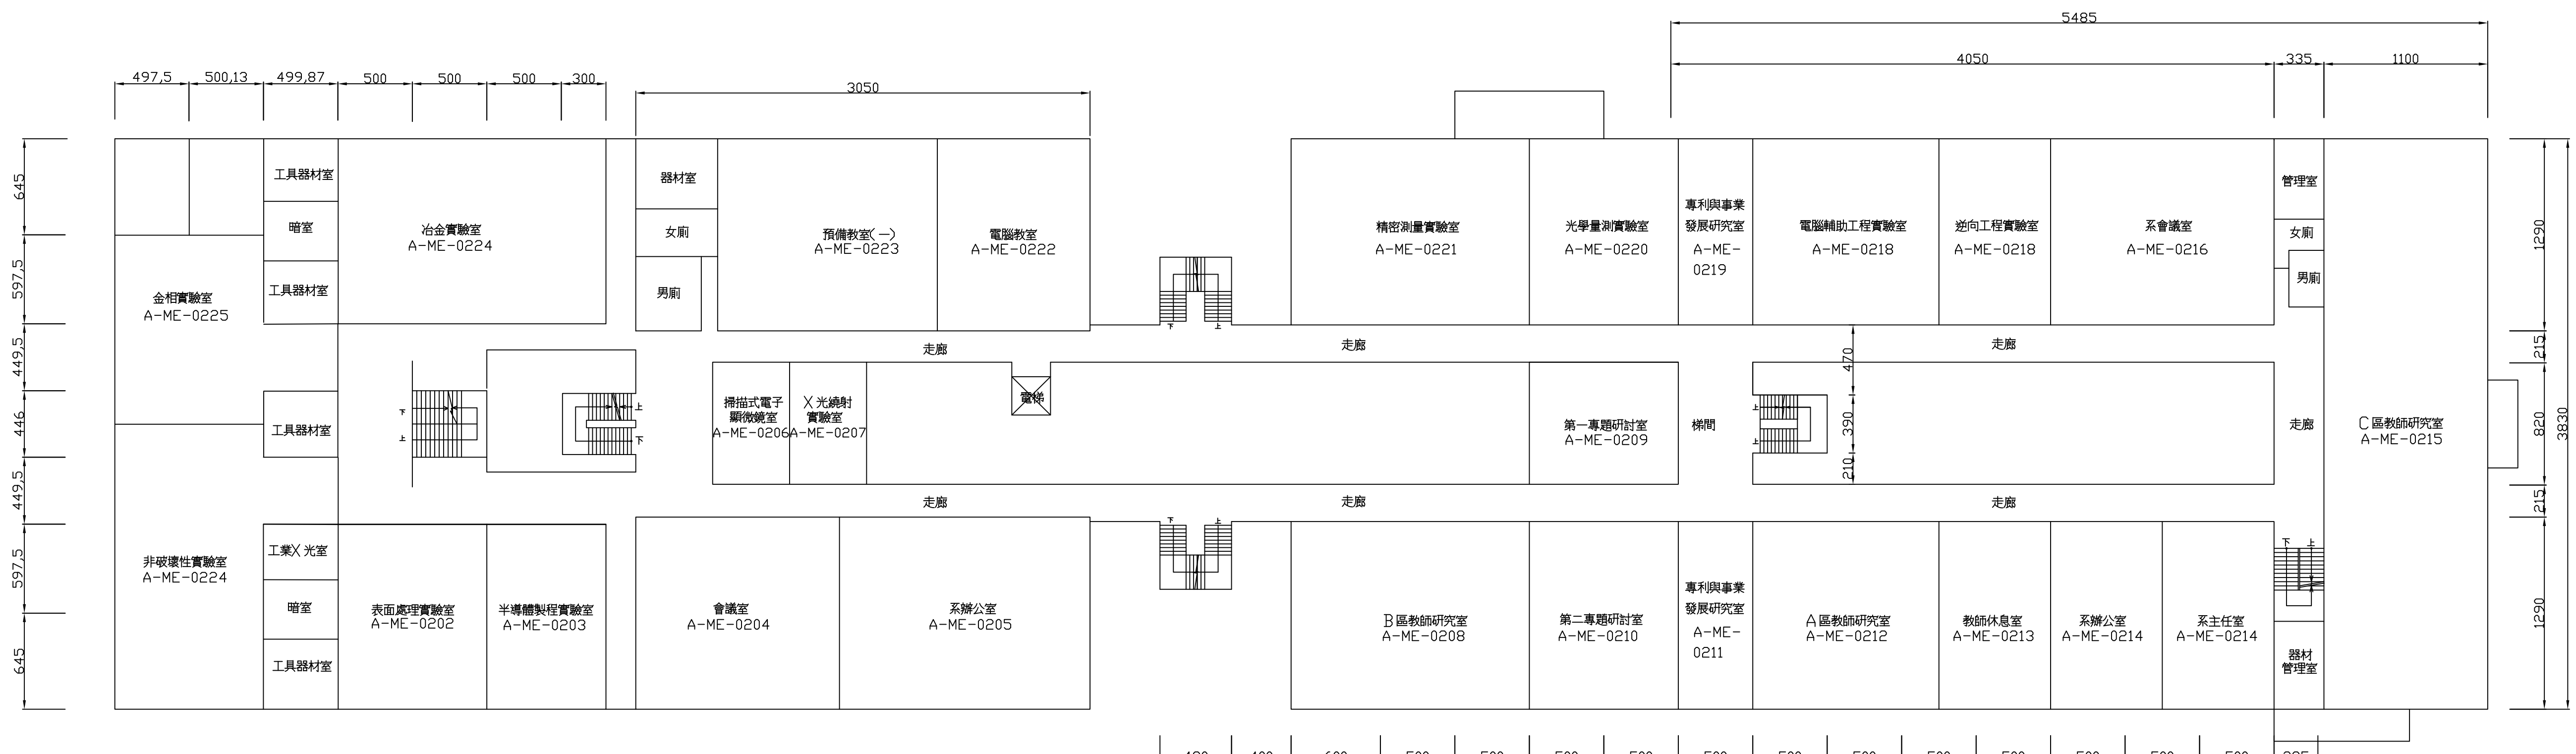 5485
4050
335
1100
497,5
500,13
499,87
500
500
500
300
3050
645
597,5
449,5
446
449,5
597,5
645
工具器材室
暗室
工具器材室
冶金實驗室
A-ME-0224
金相實驗室
A-ME-0225
器材室
女廁
男廁
預備教室(一)
A-ME-0223
電腦教室
A-ME-0222
下
上
精密測量實驗室
A-ME-0221
光學量測實驗室
A-ME-0220
專利與事業
發展研究室
A-ME-
0219
電腦輔助工程實驗室
A-ME-0218
逆向工程實驗室
A-ME-0218
系會議室
A-ME-0216
管理室
女廁
男廁
1290
215
820
215
1290
3830
走廊
走廊
走廊
470
390
210
工具器材室
下
上
上
下
掃描式電子
顯微鏡室
A-ME-0206
X光繞射
實驗室
A-ME-0207
電梯
第一專題研討室
A-ME-0209
梯間
上
上
走廊
C區教師研究室
A-ME-0215
走廊
走廊
走廊
非破壞性實驗室
A-ME-0224
工業X光室
暗室
工具器材室
表面處理實驗室
A-ME-0202
半導體製程實驗室
A-ME-0203
會議室
A-ME-0204
系辦公室
A-ME-0205
下
上
B區教師研究室
A-ME-0208
第二專題研討室
A-ME-0210
專利與事業
發展研究室
A-ME-
0211
A區教師研究室
A-ME-0212
教師休息室
A-ME-0213
系辦公室
A-ME-0214
系主任室
A-ME-0214
下
上
器材
管理室